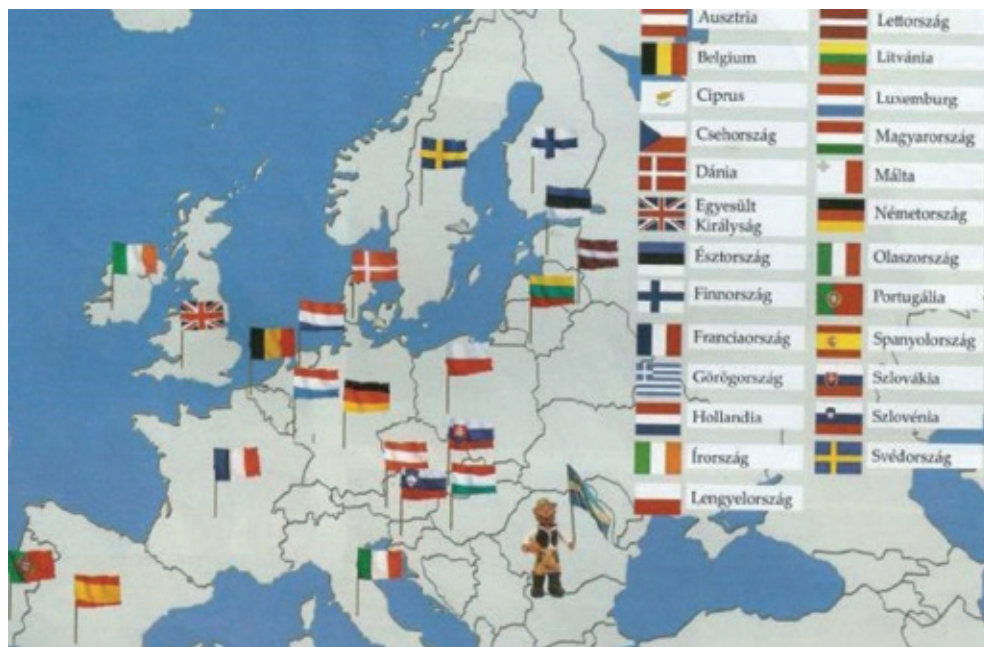 Ausztria
Belgium
Ciprus
Csehország
Dánia
Egyesült
Királyság
Észtország
Finnország
Franciaország
Görögország
Hollandia
Írország
Lengyelország
Lettország
Litvánia
Luxemburg
Magyarország
Málta
Németország
Olaszország
Portugália
Spanyolország
Szlovákia
Szlovénia
Svédország